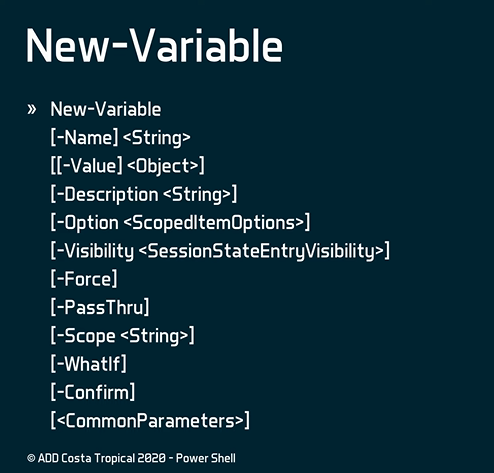 New-Variable
» New-Variable
[-Name] <String>
[[-Value] <Object>]
[-Description <String>]
[-Option <ScopedItemOptions>]
[-Visibility <SessionStateEntryVisibility>]
[-Force]
[-PassThru]
[-Scope <String>]
[-WhatIf]
[-Confirm]
[<CommonParameters>]
© ADD Costa Tropical 2020 - Power Shell